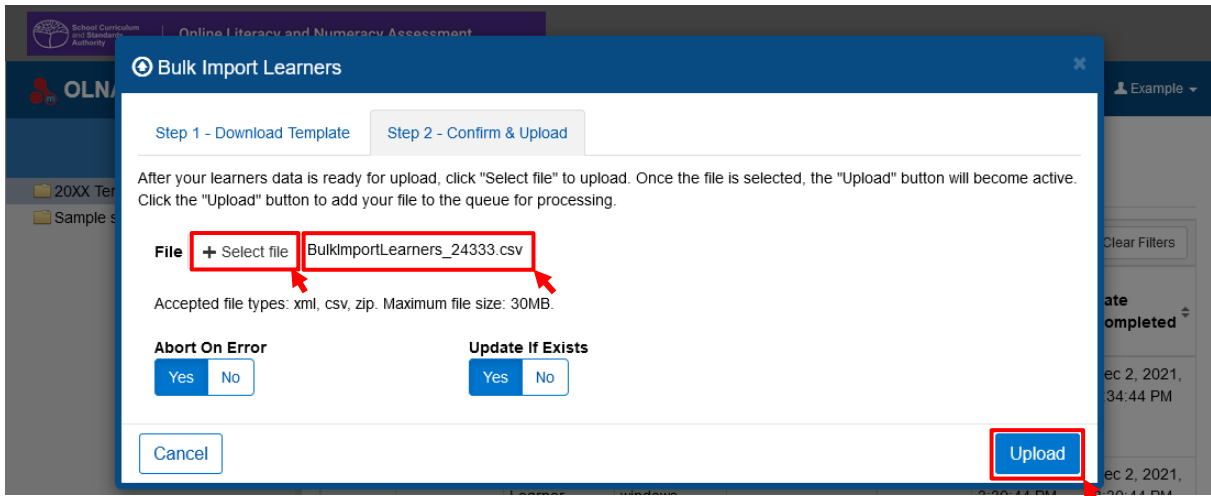 School Curriculum
and Standards
Authority
Online Literacy and Numeracy Assessment
Bulk Import Learners
OLNA
Example
Step 1 - Download Template
Step 2 - Confirm & Upload
After your learners data is ready for upload, click "Select file" to upload. Once the file is selected, the "Upload" button will become active.
Click the "Upload" button to add your file to the queue for processing.
20XX Ter
Sample s
File + Select file BulkImportLearners_24333.csv
Clear Filters
Accepted file types: xml, csv, zip. Maximum file size: 30MB.
ate
ompleted
Abort On Error
Update If Exists
Yes No
Yes No
ec 2, 2021,
:34:44 PM
Cancel
Upload
ec 2, 2021,
Learner
windows